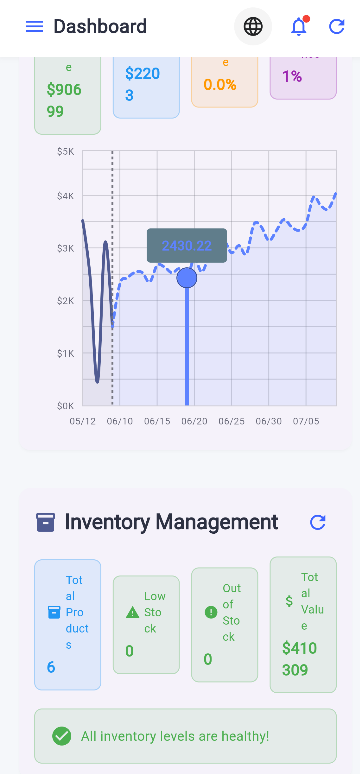 Dashboard
e
$906
99
$220
3
e
0.0%
1%
$5K
$4K
2430.22
$3K
$2K
$1K
$0K
05/12 06/10 06/15 06/20 06/25 06/30 07/05
Inventory Management
Tot
al
Pro
duct
s
6
Low
Sto
ck
0
Out
of
Sto
ck
0
$
Tot
al
Valu
e
$410
309
All inventory levels are healthy!